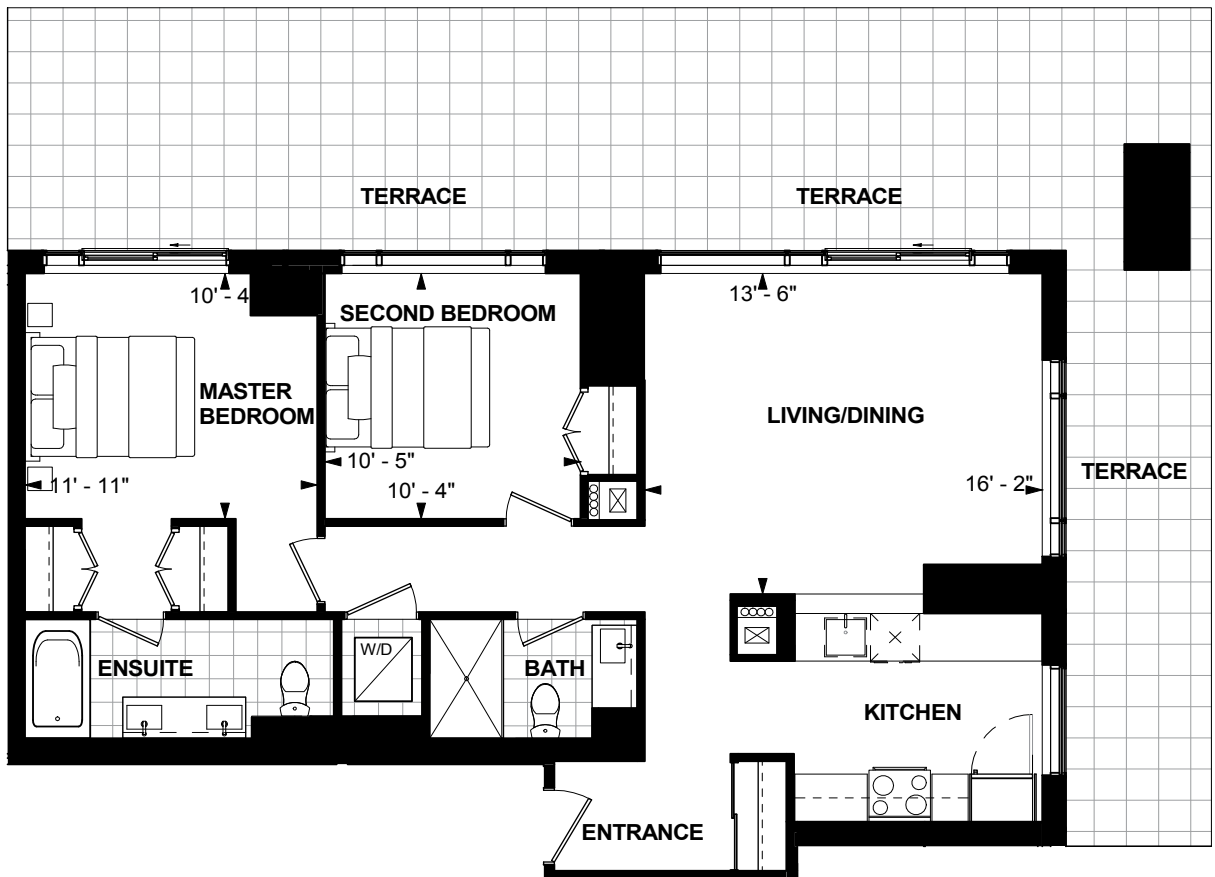 TERRACE
TERRACE
10' - 4
13' - 6"
SECOND BEDROOM
MASTER
BEDROOM
LIVING/DINING
10' - 5"
TERRACE
11' - 11"
10' - 4"
16' - 2"
W/D
ENSUITE
BATH
KITCHEN
ENTRANCE